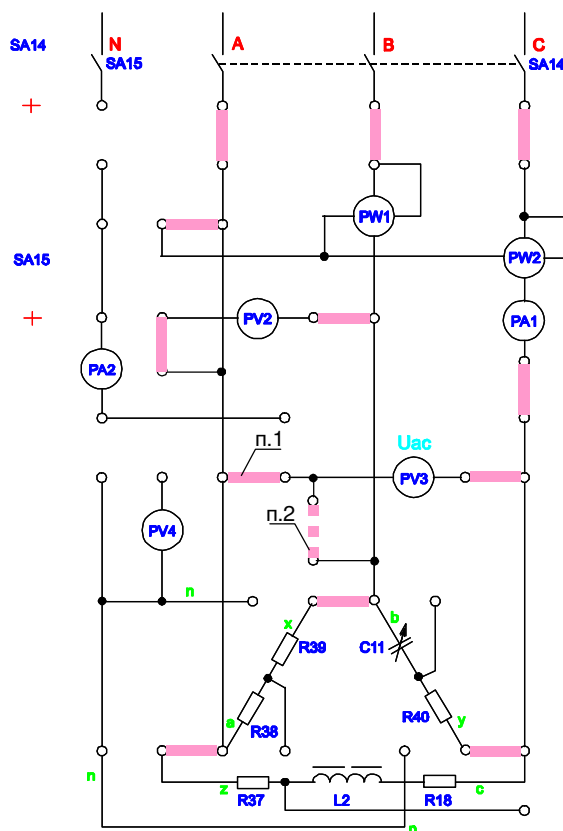 SA14 N A B C
SA15 SA14
+
PW1
SA15 PW2
+ PV2 PA1
PA2
п.1 Uac
PV3
п.2
PV4
n
x b
R39 C11
a R38 R40 y
n z c
R37 L2 R18
n